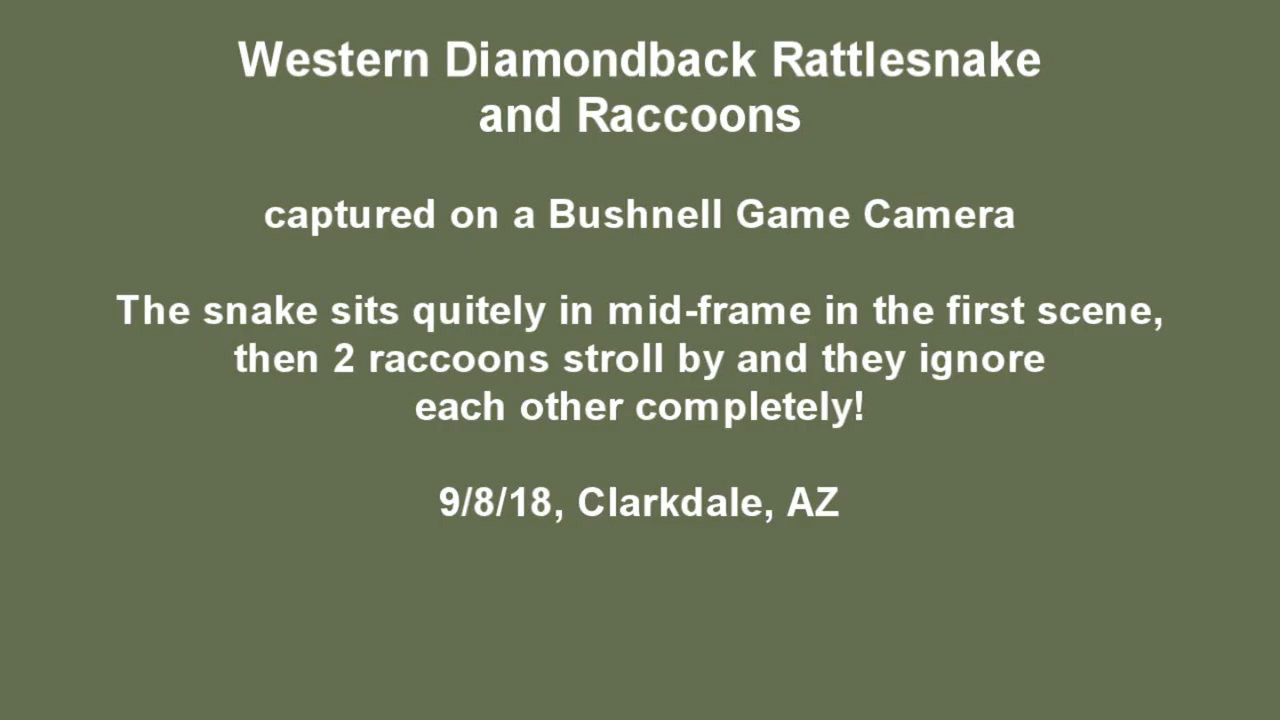 Western Diamondback Rattlesnake
and Raccoons
captured on a Bushnell Game Camera
The snake sits quitely in mid-frame in the first scene,
then 2 raccoons stroll by and they ignore
each other completely!
9/8/18, Clarkdale, AZ